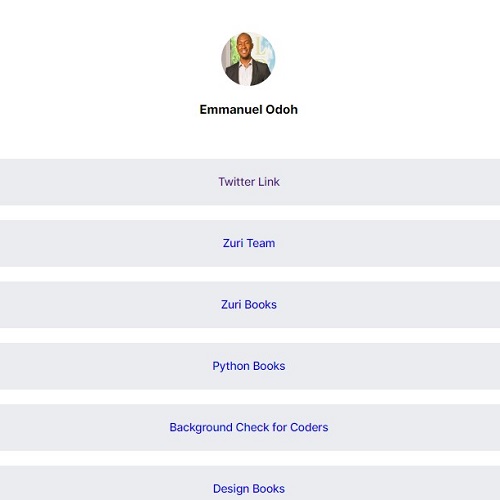 Emmanuel Odoh
Twitter Link
Zuri Team
Zuri Books
Python Books
Background Check for Coders
Design Books